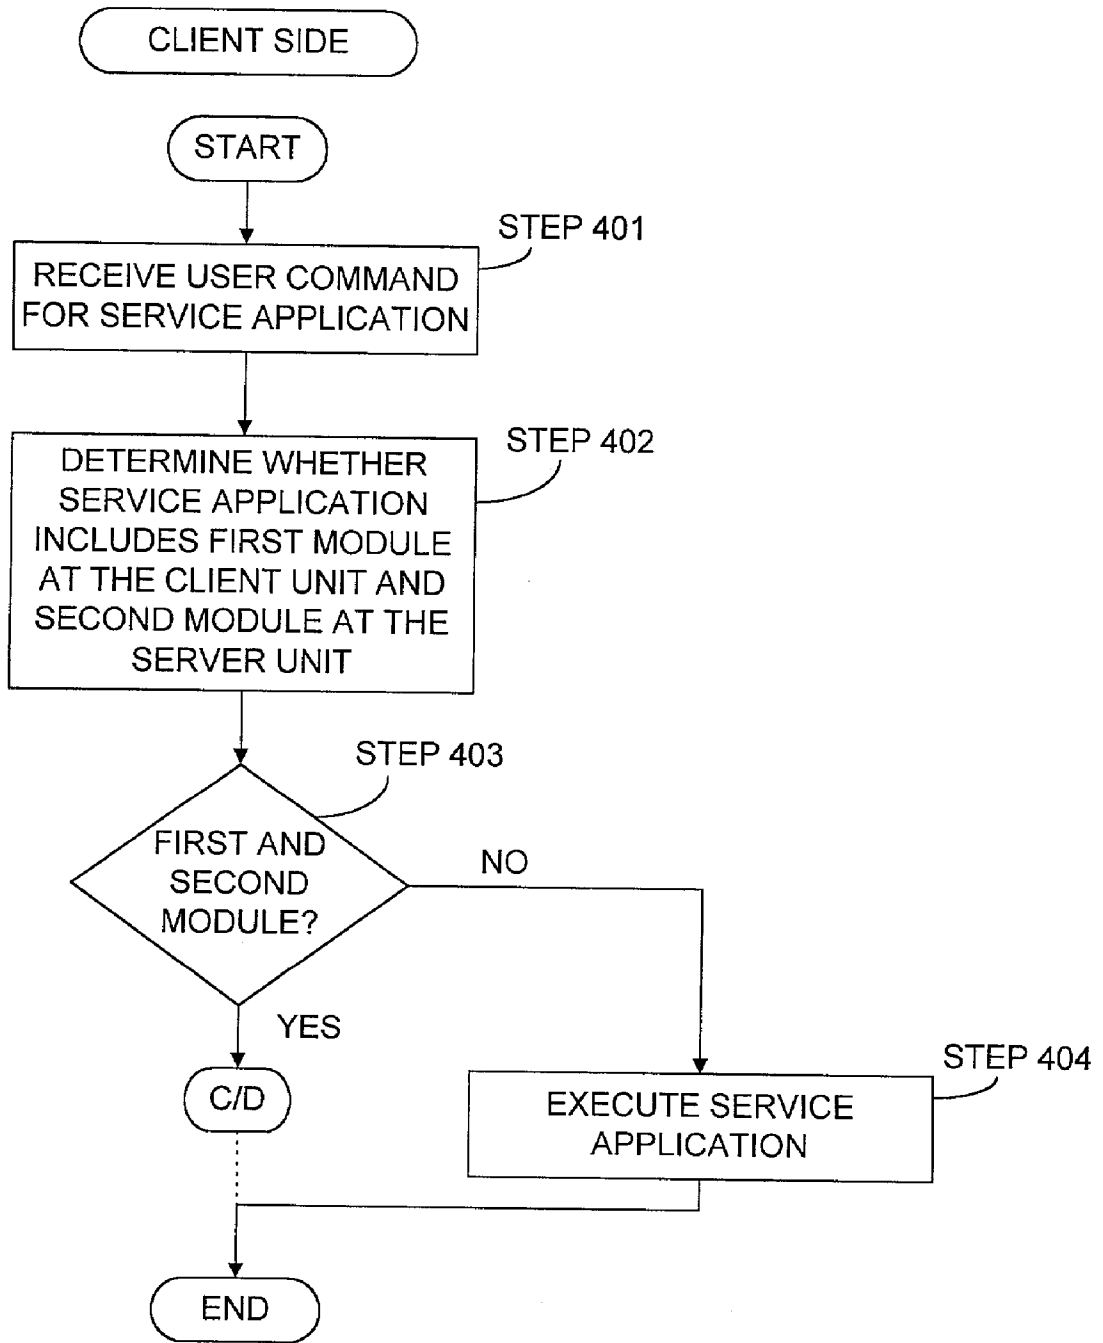 CLIENT SIDE
START
STEP 401
RECEIVE USER COMMAND
FOR SERVICE APPLICATION
STEP 402
DETERMINE WHETHER
SERVICE APPLICATION
INCLUDES FIRST MODULE
AT THE CLIENT UNIT AND
SECOND MODULE AT THE
SERVER UNIT
STEP 403
FIRST AND
SECOND
MODULE?
NO
YES
C/D
STEP 404
EXECUTE SERVICE
APPLICATION
END